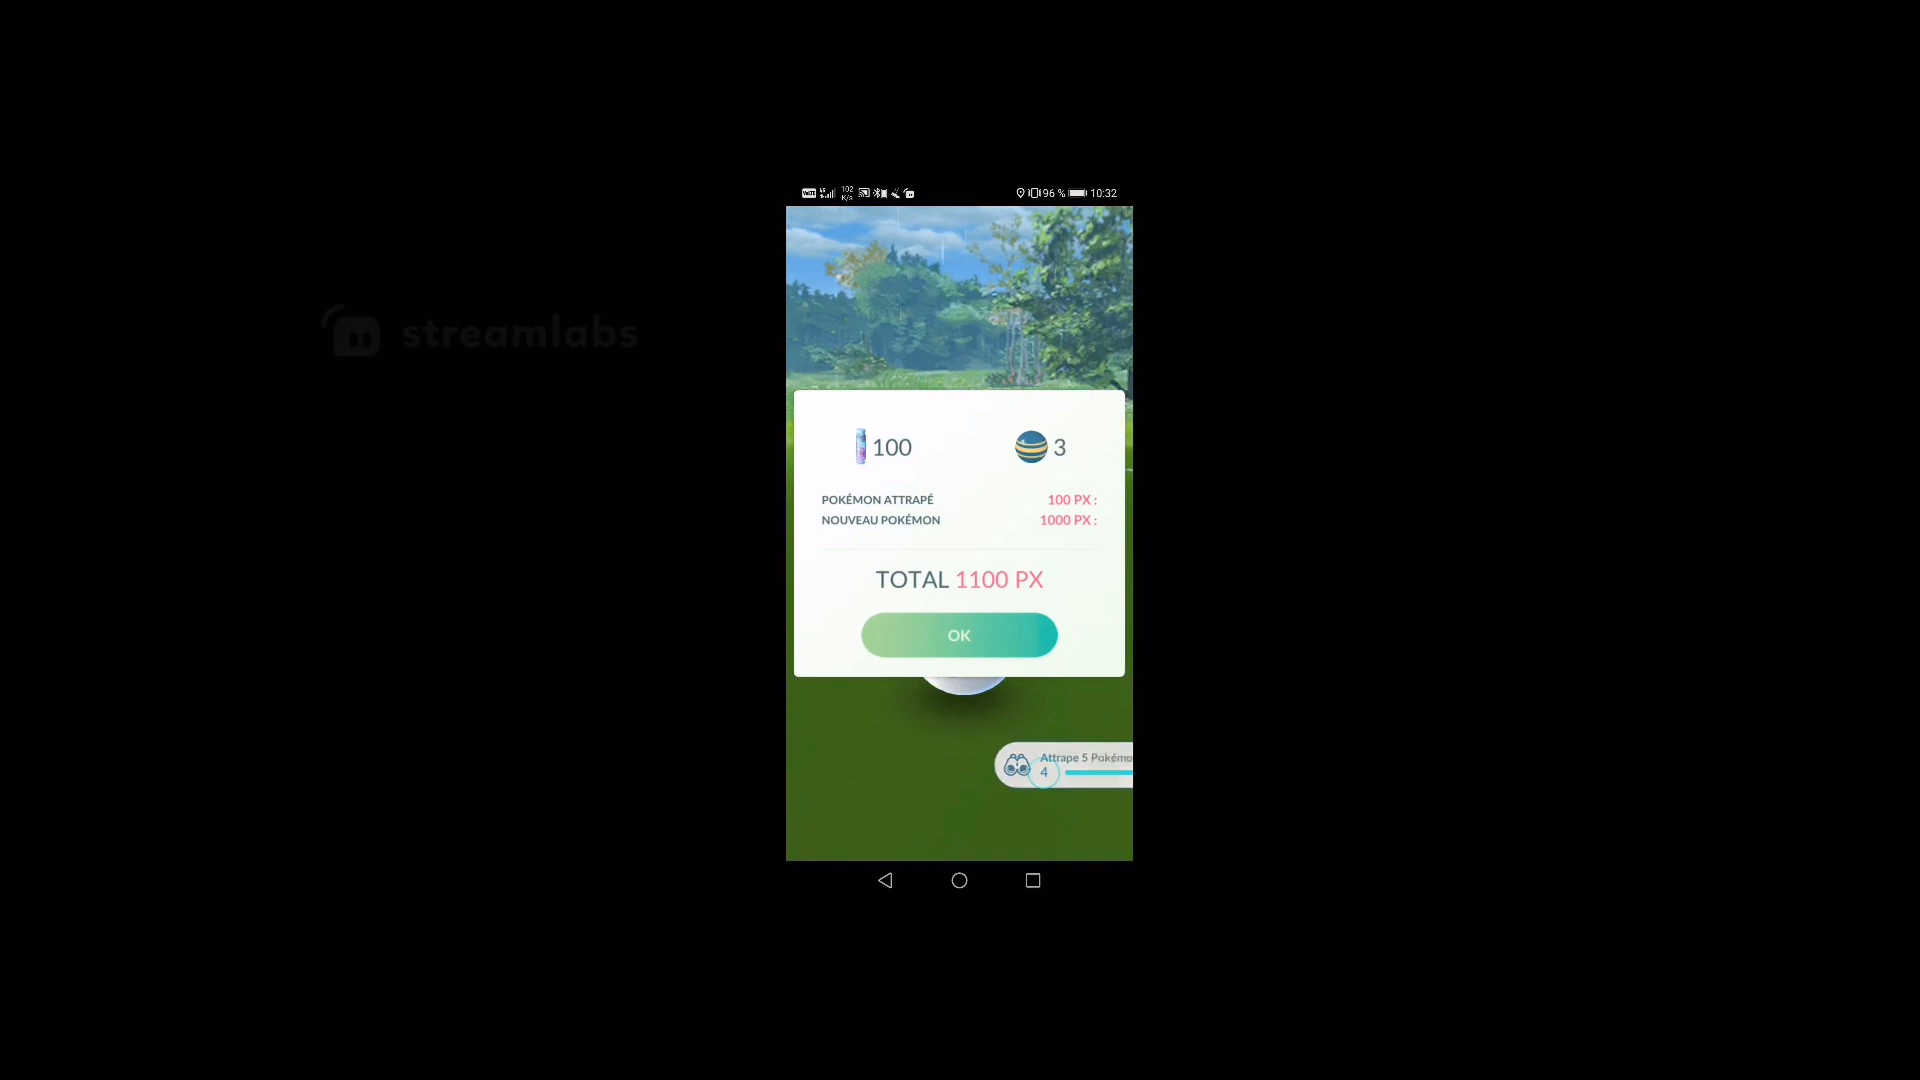 102
K/s
96 %
10:32
streamlabs
100
3
POKÉMON ATTRAPÉ
100 PX :
NOUVEAU POKÉMON
1000 PX :
TOTAL 1100 PX
OK
Attrape 5 Pokémo
4